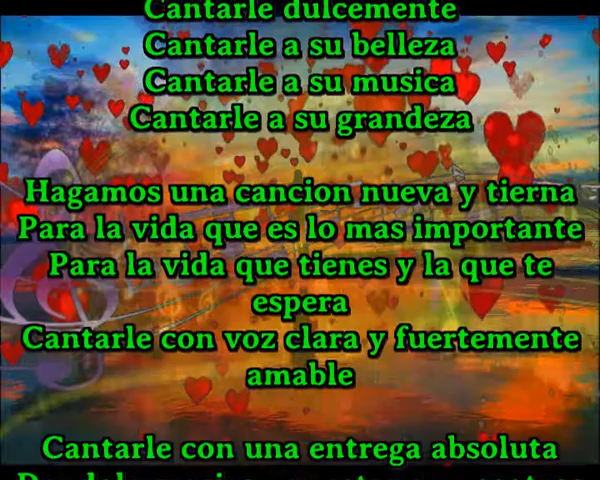 Cantarle dulcemente
Cantarle a su belleza
Cantarle a su musica
Cantarle a su grandeza
Hagamos una cancion nueva y tierna
Para la vida que es lo mas importante
Para la vida que tienes y la que te
espera
Cantarle con voz clara y fuertemente
amable
Cantarle con una entrega absoluta